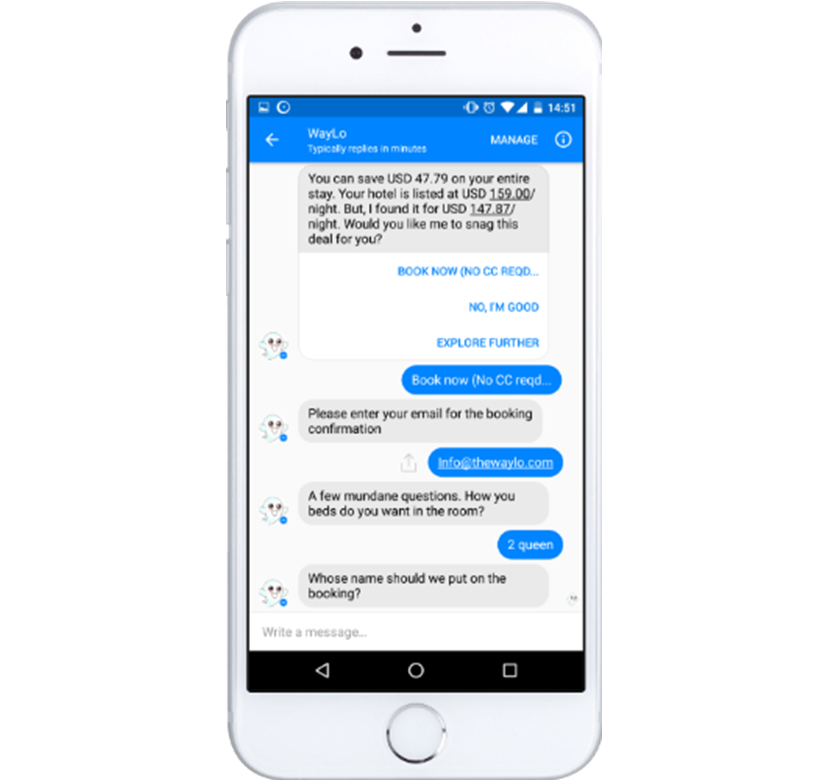 14:51
WayLo
Typically replies in minutes
MANAGE
You can save USD 47.79 on your entire
stay. Your hotel is listed at USD 159.00/
night. But, I found it for USD 147.87/
night. Would you like me to snag this
deal for you?
BOOK NOW (NO CC REQD...
NO, I'M GOOD
EXPLORE FURTHER
Book now (No CC reqd...
Please enter your email for the booking
confirmation
Info@thewaylo.com
A few mundane questions. How you
beds do you want in the room?
2 queen
Whose name should we put on the
booking?
Write a message...